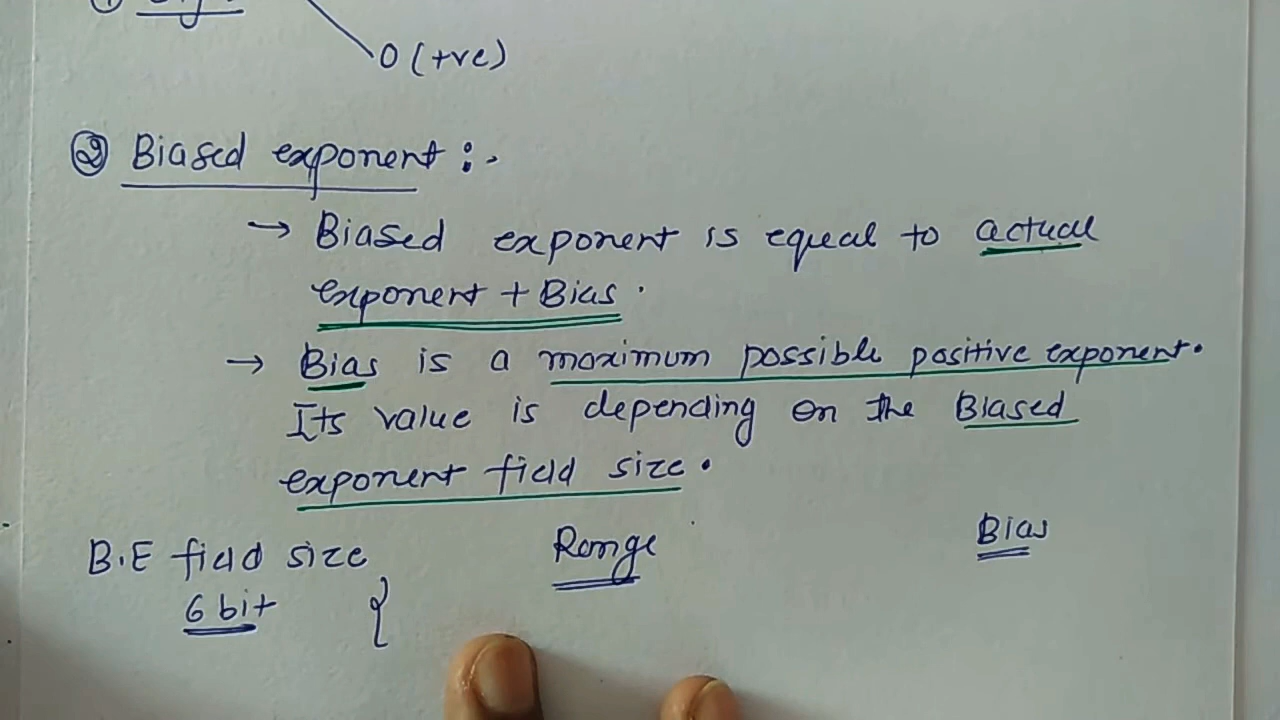 0 (+ve)
② Biased exponent :-
→ Biased exponent is equal to actual
exponent + Bias.
→ Bias is a maximum possible positive exponent.
Its value is depending on the Biased
exponent field size.
B.E field size Range Bias
6 bit {